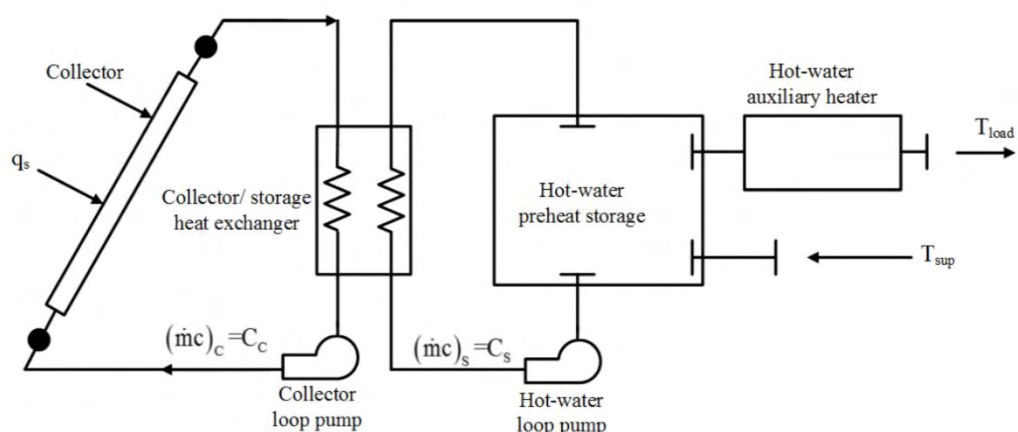 Collector
q_s
Collector/ storage
heat exchanger
(ṁc)_c=C_c
Collector
loop pump
(ṁc)_s=C_s
Hot-water
loop pump
Hot-water
preheat storage
Hot-water
auxiliary heater
T_load
T_sup